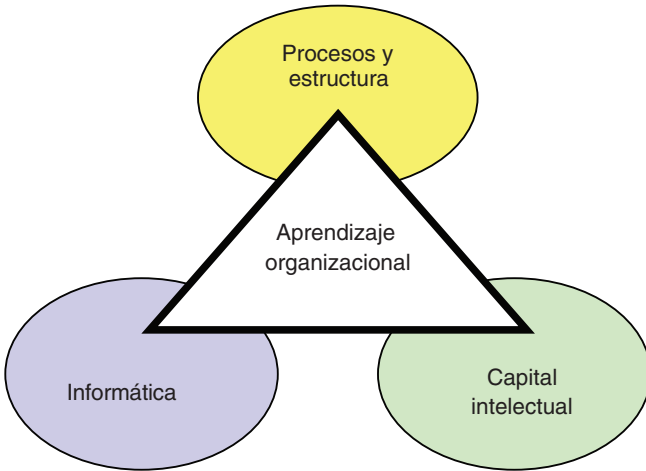 Procesos y
estructura
Aprendizaje
organizacional
Informática
Capital
intelectual